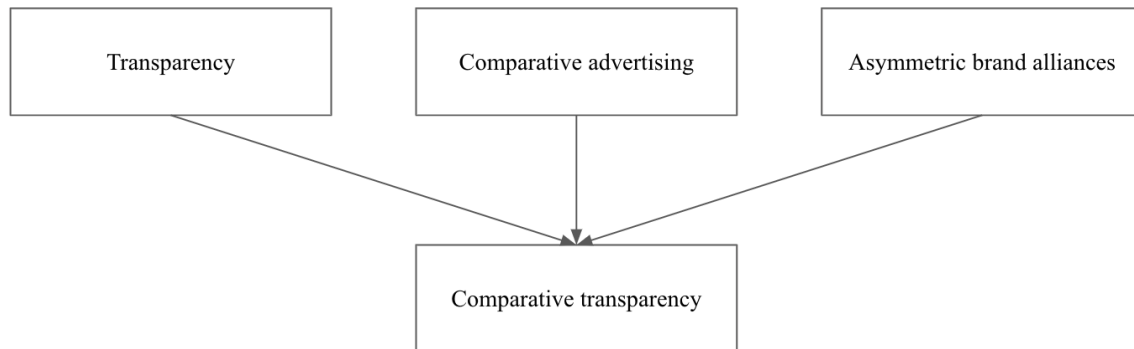 Transparency
Comparative advertising
Asymmetric brand alliances
Comparative transparency